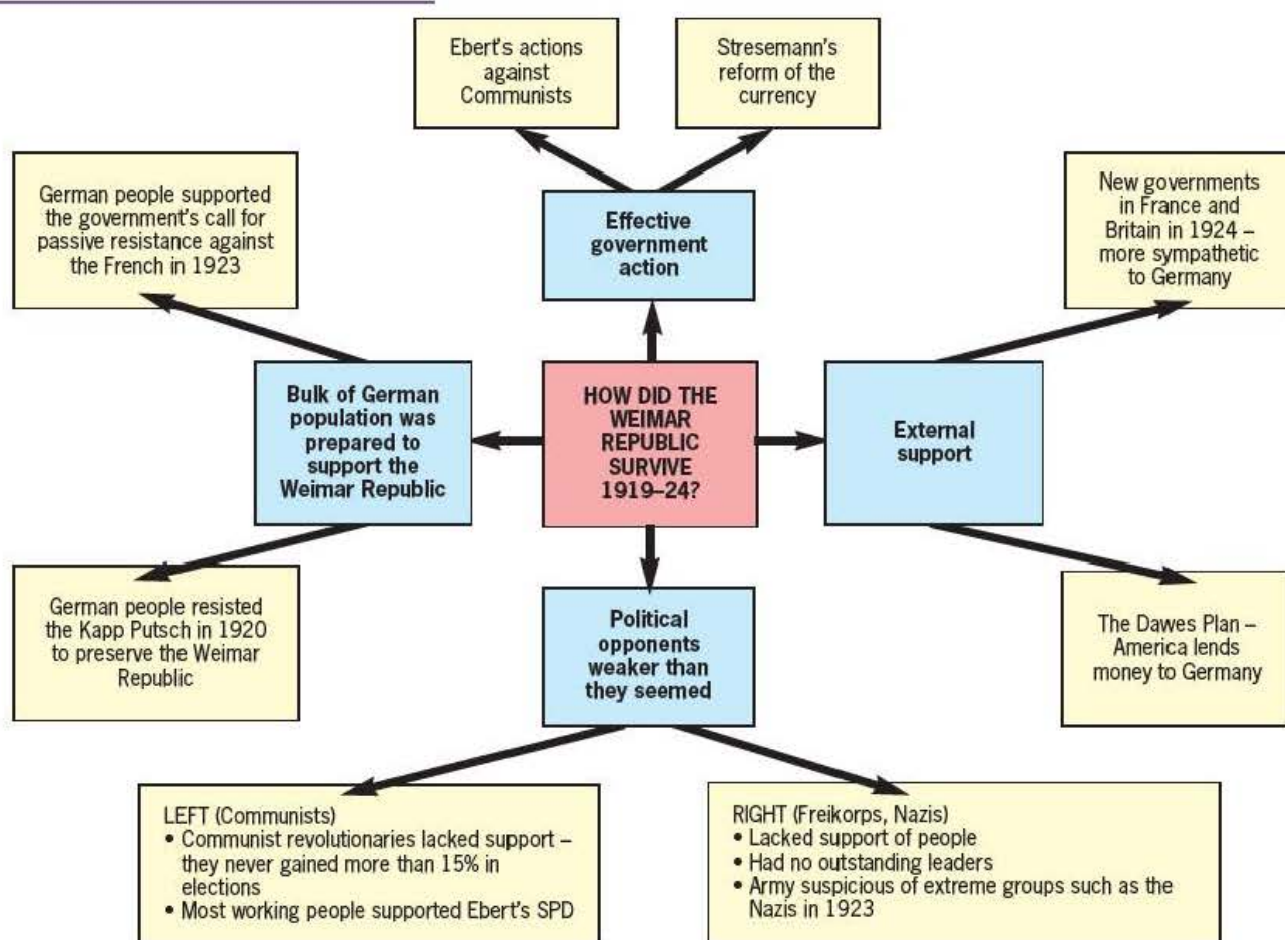 Ebert's actions
against
Communists
Stresemann's
reform of the
currency
German people supported
the government's call for
passive resistance against
the French in 1923
Effective
government
action
New governments
in France and
Britain in 1924 –
more sympathetic
to Germany
Bulk of German
population was
prepared to
support the
Weimar Republic
HOW DID THE
WEIMAR
REPUBLIC
SURVIVE
1919–24?
External
support
German people resisted
the Kapp Putsch in 1920
to preserve the Weimar
Republic
Political
opponents
weaker than
they seemed
The Dawes Plan –
America lends
money to Germany
LEFT (Communists)
• Communist revolutionaries lacked support –
they never gained more than 15% in
elections
• Most working people supported Ebert's SPD
RIGHT (Freikorps, Nazis)
• Lacked support of people
• Had no outstanding leaders
• Army suspicious of extreme groups such as the
Nazis in 1923